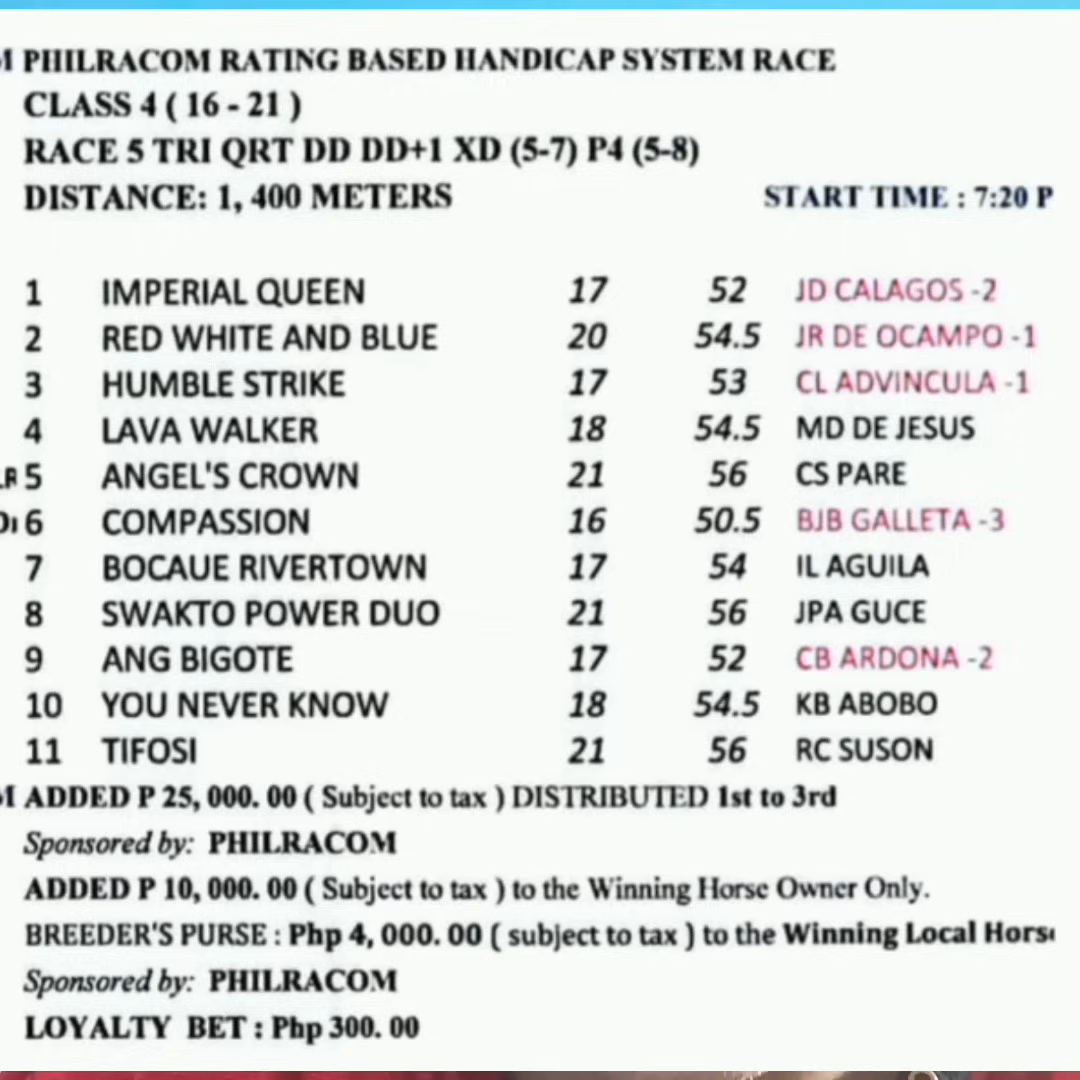 PHILRACOM RATING BASED HANDICAP SYSTEM RACE
CLASS 4 ( 16 - 21 )
RACE 5 TRI QRT DD DD+1 XD (5-7) P4 (5-8)
DISTANCE: 1, 400 METERS START TIME : 7:20 P
1 IMPERIAL QUEEN 17 52 JD CALAGOS -2
2 RED WHITE AND BLUE 20 54.5 JR DE OCAMPO -1
3 HUMBLE STRIKE 17 53 CL ADVINCULA -1
4 LAVA WALKER 18 54.5 MD DE JESUS
5 ANGEL'S CROWN 21 56 CS PARE
6 COMPASSION 16 50.5 BJB GALLETA -3
7 BOCAUE RIVERTOWN 17 54 IL AGUILA
8 SWAKTO POWER DUO 21 56 JPA GUCE
9 ANG BIGOTE 17 52 CB ARDONA -2
10 YOU NEVER KNOW 18 54.5 KB ABOBO
11 TIFOSI 21 56 RC SUSON
ADDED P 25, 000. 00 ( Subject to tax ) DISTRIBUTED 1st to 3rd
Sponsored by: PHILRACOM
ADDED P 10, 000. 00 ( Subject to tax ) to the Winning Horse Owner Only.
BREEDER'S PURSE : Php 4, 000. 00 ( subject to tax ) to the Winning Local Horse
Sponsored by: PHILRACOM
LOYALTY BET : Php 300. 00